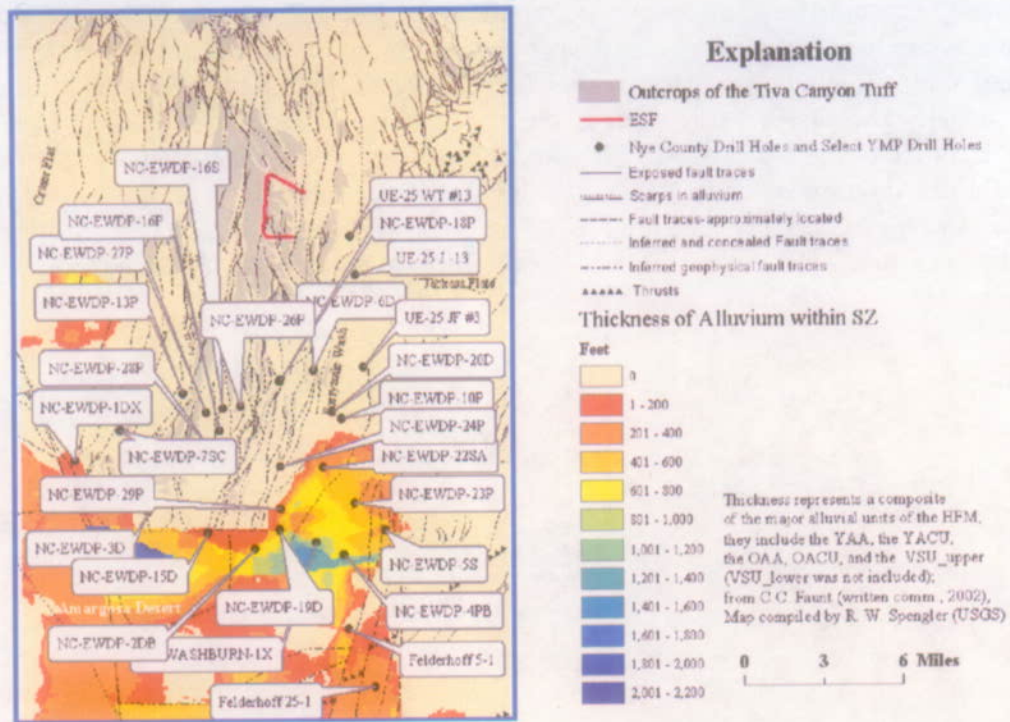 Explanation
Outcrops of the Tiva Canyon Tuff
ESF
Nye County Drill Holes and Select YMP Drill Holes
Exposed fault traces
Scarps in alluvium
Fault traces-approximately located
Inferred and concealed Fault traces
Inferred geophysical fault traces
Thrusts
Thickness of Alluvium within SZ
Feet
0
1 - 200
201 - 400
401 - 600
601 - 800
801 - 1,000
1,001 - 1,200
1,201 - 1,400
1,401 - 1,600
1,601 - 1,800
1,801 - 2,000
2,001 - 2,200
Thickness represents a composite
of the major alluvial units of the HFM,
they include the YAA, the YACU,
the OAA, OACU, and the VSU_upper
(VSU_lower was not included);
from C.C. Faunt (written comm., 2002),
Map compiled by R. W. Spengler (USGS)
0 3 6 Miles
Crater Flat
NC-EWDP-16S
NC-EWDP-16P
NC-EWDP-27P
NC-EWDP-13P
NC-EWDP-28P
NC-EWDP-1DX
NC-EWDP-7SC
NC-EWDP-29P
NC-EWDP-3D
NC-EWDP-15D
Amargosa Desert
NC-EWDP-2DB
WASHBURN-1X
Felderhoff 25-1
UE-25 WT #13
NC-EWDP-18P
UE-25 J -13
NC-EWDP-6D
NC-EWDP-26P
UE-25 JF #3
Wash
NC-EWDP-20D
NC-EWDP-10P
NC-EWDP-24P
NC-EWDP-22SA
NC-EWDP-23P
NC-EWDP-5S
NC-EWDP-19D
NC-EWDP-4PB
Felderhoff 5-1